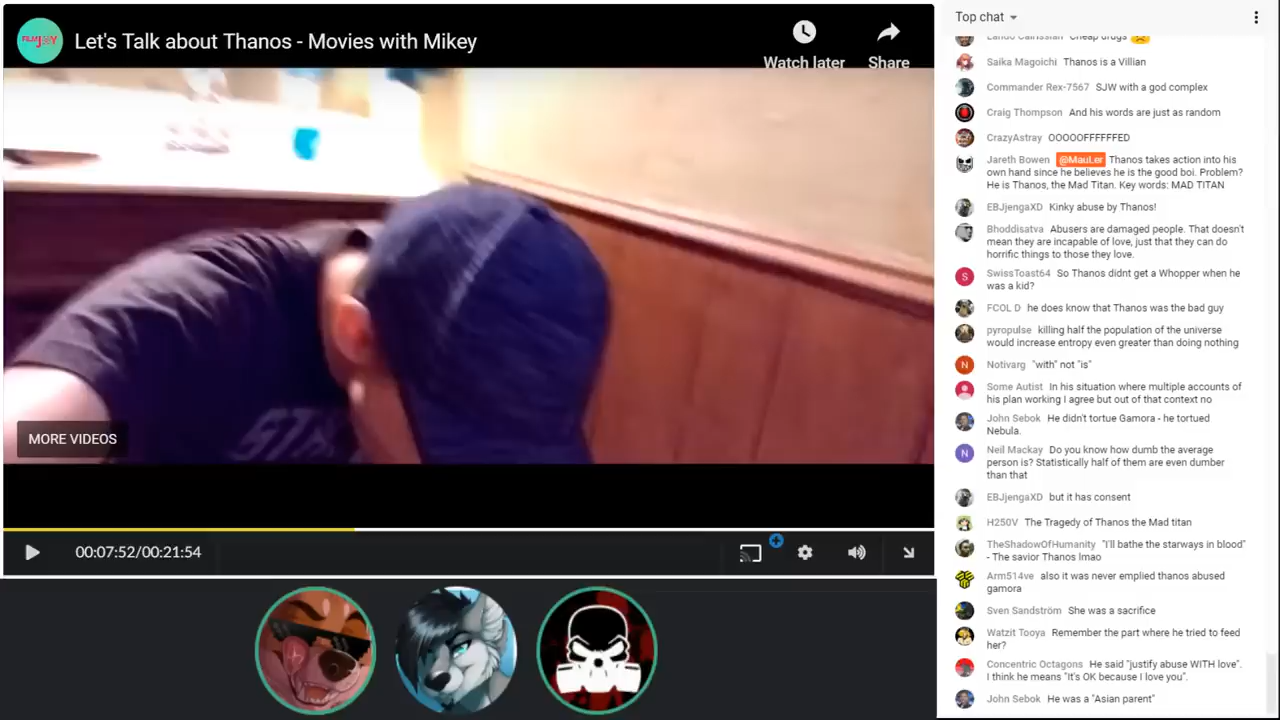 FILMJOY
Let's Talk about Thanos - Movies with Mikey
Watch later
Share
MORE VIDEOS
00:07:52/00:21:54
Top chat
Lando Calrissian Cheap drugs
Saika Magoichi Thanos is a Villian
Commander Rex-7567 SJW with a god complex
Craig Thompson And his words are just as random
CrazyAstray OOOOOFFFFFFED
Jareth Bowen @MauLer Thanos takes action into his
own hand since he believes he is the good boi. Problem?
He is Thanos, the Mad Titan. Key words: MAD TITAN
EBJjengaXD Kinky abuse by Thanos!
Bhoddisatva Abusers are damaged people. That doesn't
mean they are incapable of love, just that they can do
horrific things to those they love.
S
SwissToast64 So Thanos didnt get a Whopper when he
was a kid?
FCOL D he does know that Thanos was the bad guy
pyropulse killing half the population of the universe
would increase entropy even greater than doing nothing
N
Notivarg "with" not "is"
Some Autist In his situation where multiple accounts of
his plan working I agree but out of that context no
John Sebok He didn't tortue Gamora - he tortured
Nebula.
N
Neil Mackay Do you know how dumb the average
person is? Statistically half of them are even dumber
than that
EBJjengaXD but it has consent
H250V The Tragedy of Thanos the Mad titan
TheShadowOfHumanity "I'll bathe the starways in blood"
- The savior Thanos lmao
Arm514ve also it was never emplied thanos abused
gamora
Sven Sandström She was a sacrifice
Watzit Tooya Remember the part where he tried to feed
her?
Concentric Octagons He said "justify abuse WITH love".
I think he means "It's OK because I love you".
John Sebok He was a "Asian parent"